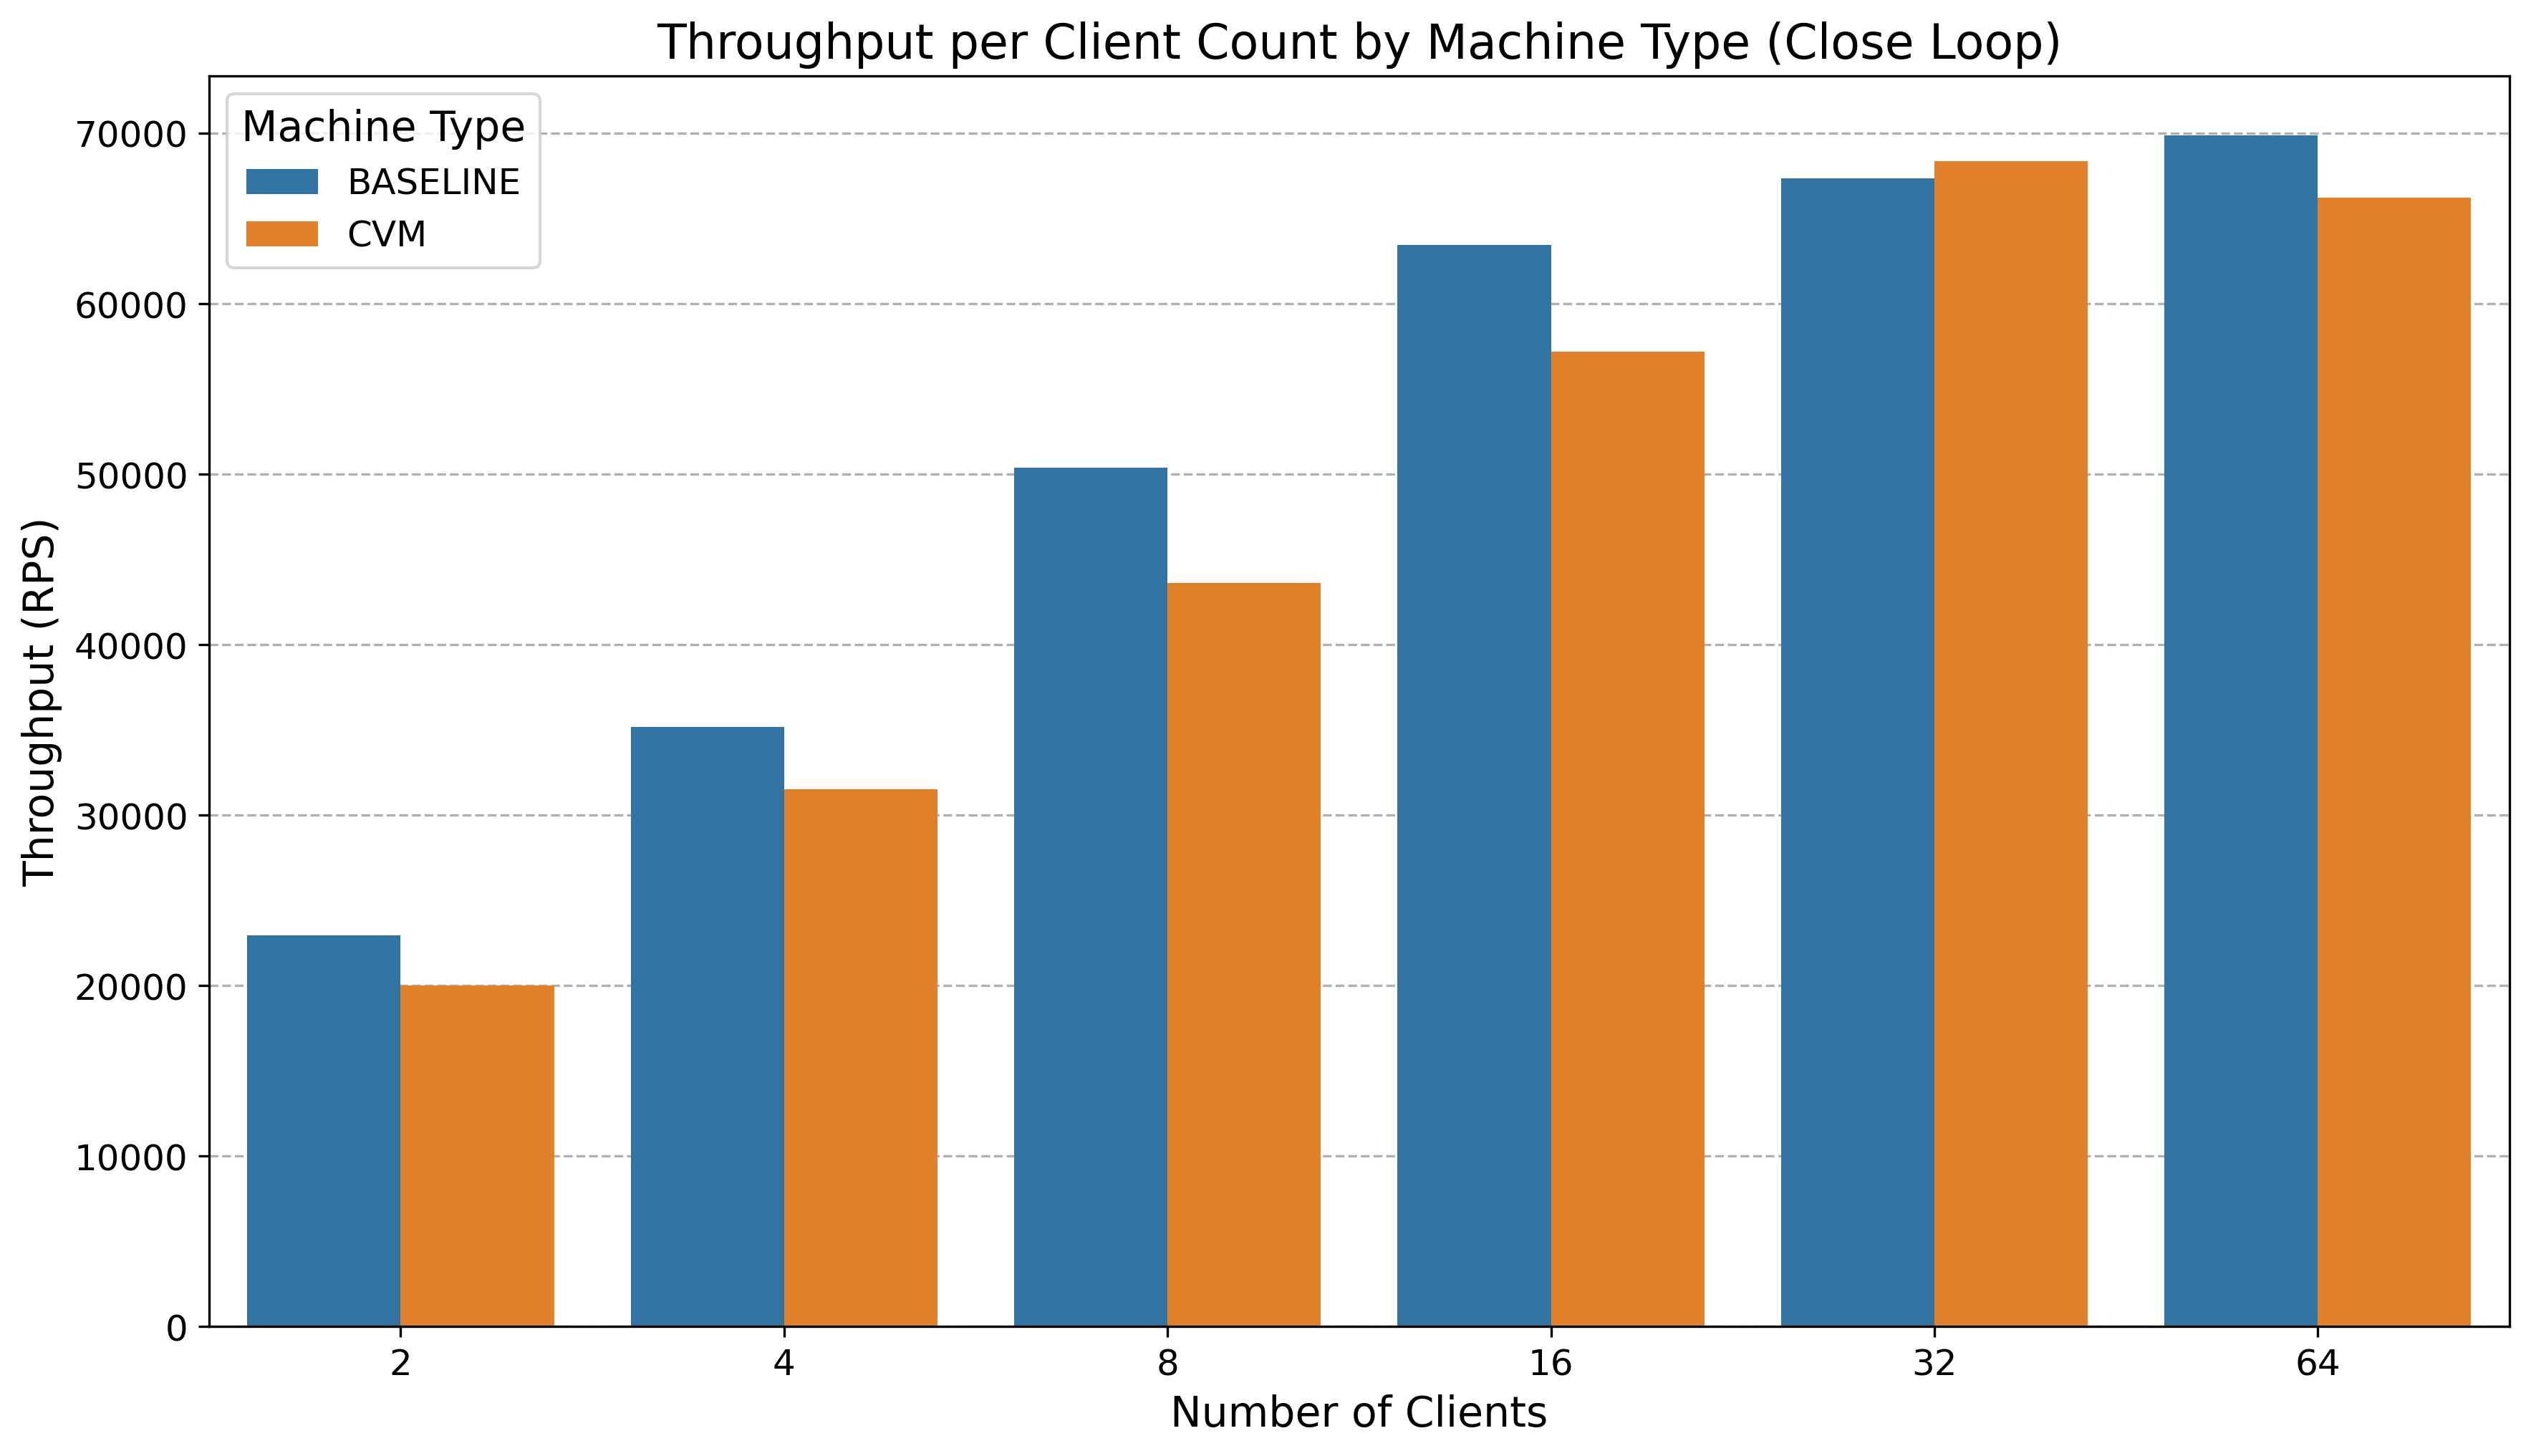 Throughput per Client Count by Machine Type (Close Loop)
Machine Type
BASELINE
CVM
Throughput (RPS)
70000
60000
50000
40000
30000
20000
10000
0
2 4 8 16 32 64
Number of Clients